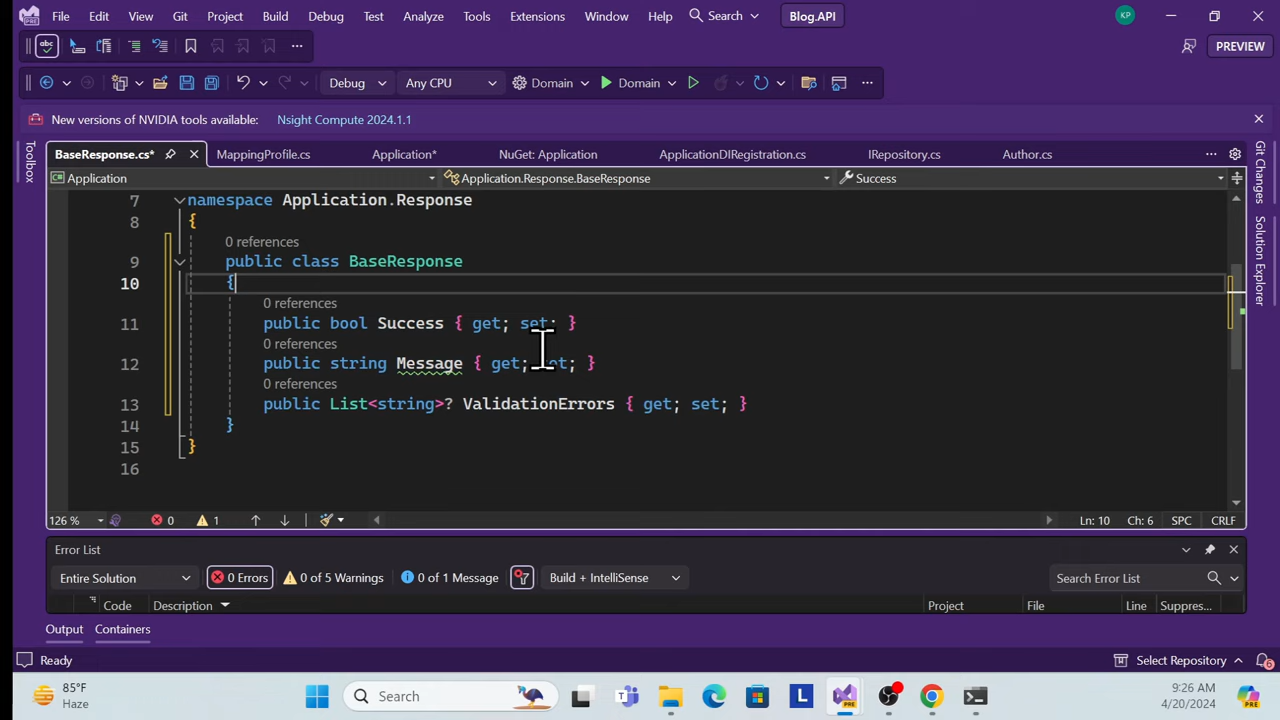 File Edit View Git Project Build Debug Test Analyze Tools Extensions Window Help Search Blog.API KP
abc PREVIEW
Debug Any CPU Domain Domain
New versions of NVIDIA tools available: Nsight Compute 2024.1.1
Toolbox
BaseResponse.cs* MappingProfile.cs Application* NuGet: Application ApplicationDIRegistration.cs IRepository.cs Author.cs
Application Application.Response.BaseResponse Success
7 namespace Application.Response
8 {
0 references
9 public class BaseResponse
10 {
0 references
11 public bool Success { get; set; }
0 references
12 public string Message { get; set; }
0 references
13 public List<string>? ValidationErrors { get; set; }
14 }
15 }
16
126 % 0 1 Ln: 10 Ch: 6 SPC CRLF
Git Changes
Solution Explorer
Error List
Entire Solution 0 Errors 0 of 5 Warnings 0 of 1 Message Build + IntelliSense Search Error List
Code Description Project File Line Suppres...
Output Containers
Ready Select Repository 6
85°F
Haze
Search
L
PRE
9:26 AM
4/20/2024
PRE